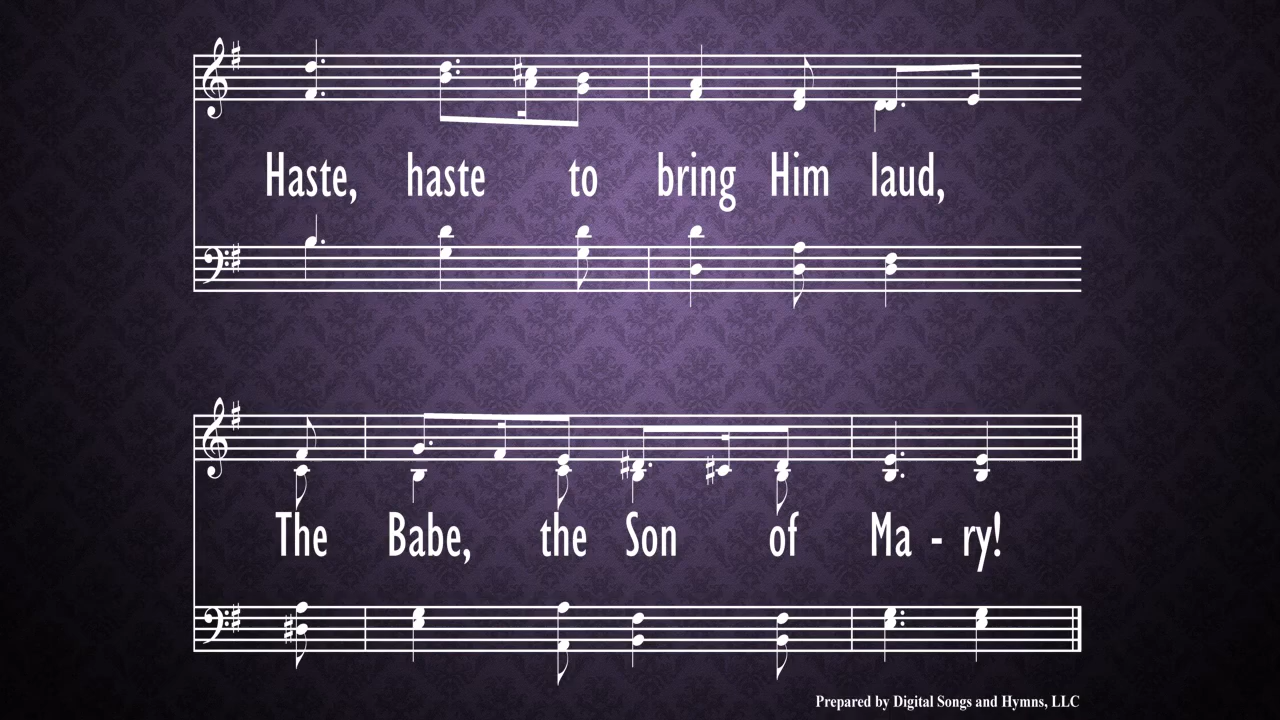 Haste, haste to bring Him laud,
The Babe, the Son of Ma - ry!
Prepared by Digital Songs and Hymns, LLC